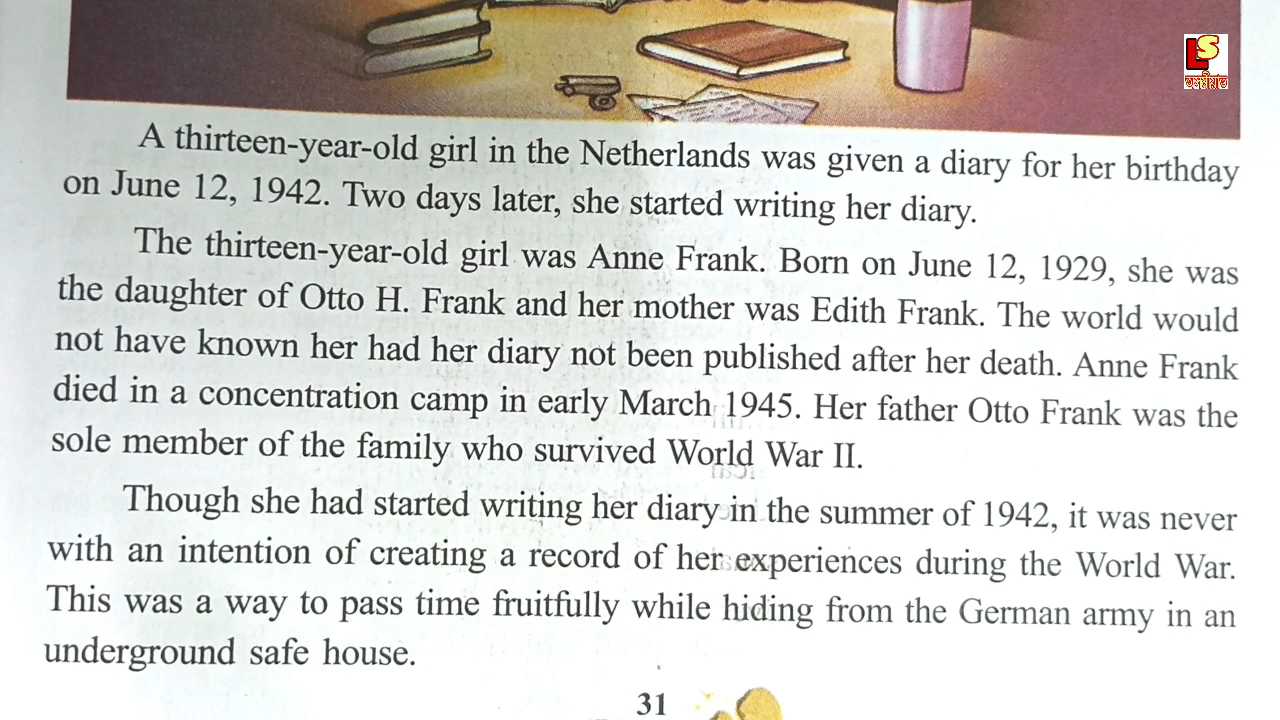 LS
A thirteen-year-old girl in the Netherlands was given a diary for her birthday
on June 12, 1942. Two days later, she started writing her diary.
The thirteen-year-old girl was Anne Frank. Born on June 12, 1929, she was
the daughter of Otto H. Frank and her mother was Edith Frank. The world would
not have known her had her diary not been published after her death. Anne Frank
died in a concentration camp in early March 1945. Her father Otto Frank was the
sole member of the family who survived World War II.
Though she had started writing her diary in the summer of 1942, it was never
with an intention of creating a record of her experiences during the World War.
This was a way to pass time fruitfully while hiding from the German army in an
underground safe house.
31